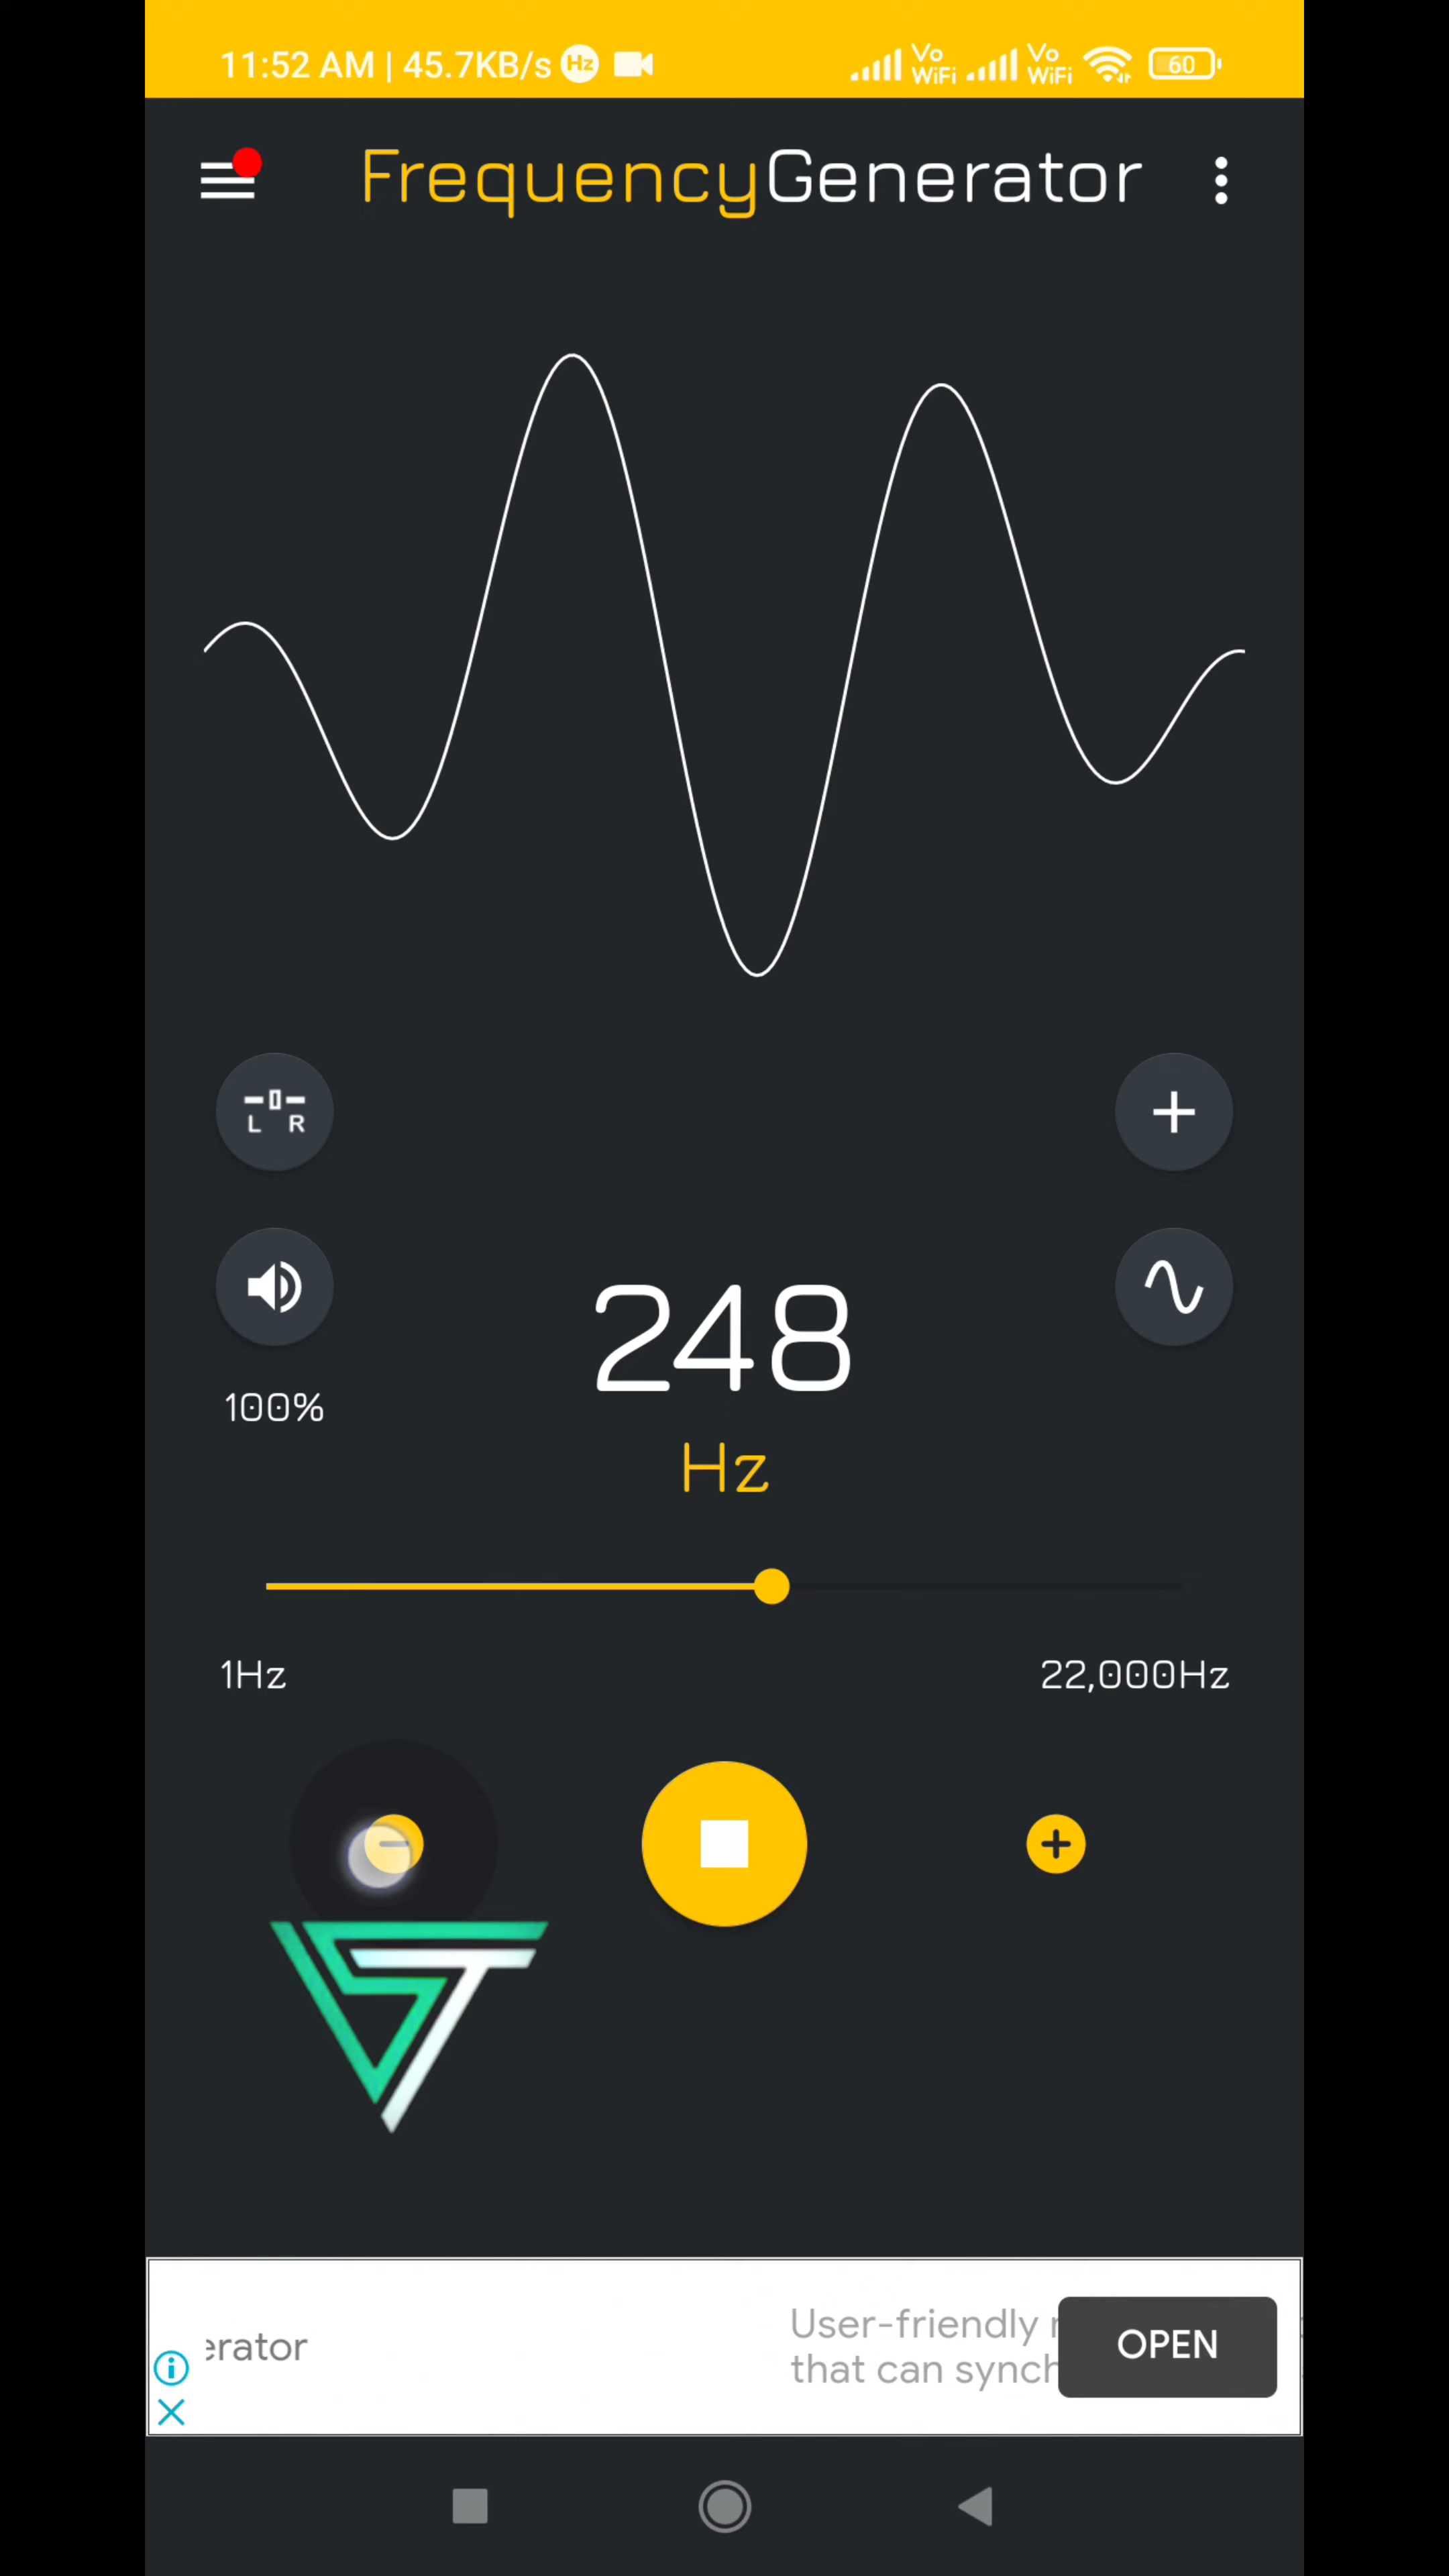 11:52 AM | 45.7KB/s Hz Vo WiFi Vo WiFi 60
FrequencyGenerator
L R
248
100%
Hz
1Hz 22,000Hz
erator
User-friendly
that can synch
OPEN